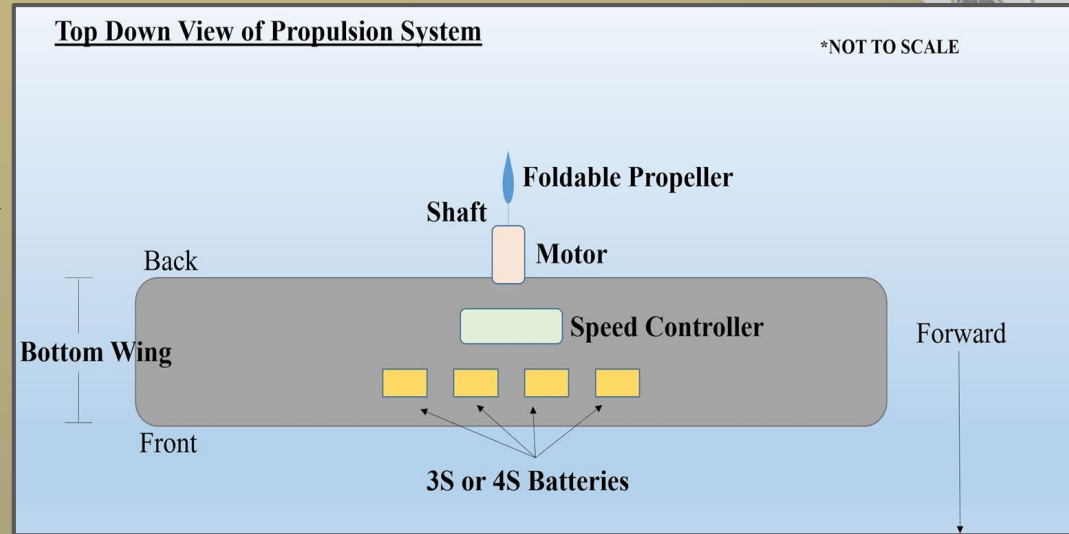 Top Down View of Propulsion System
*NOT TO SCALE
Foldable Propeller
Shaft
Motor
Back
Speed Controller
Forward
Bottom Wing
Front
3S or 4S Batteries